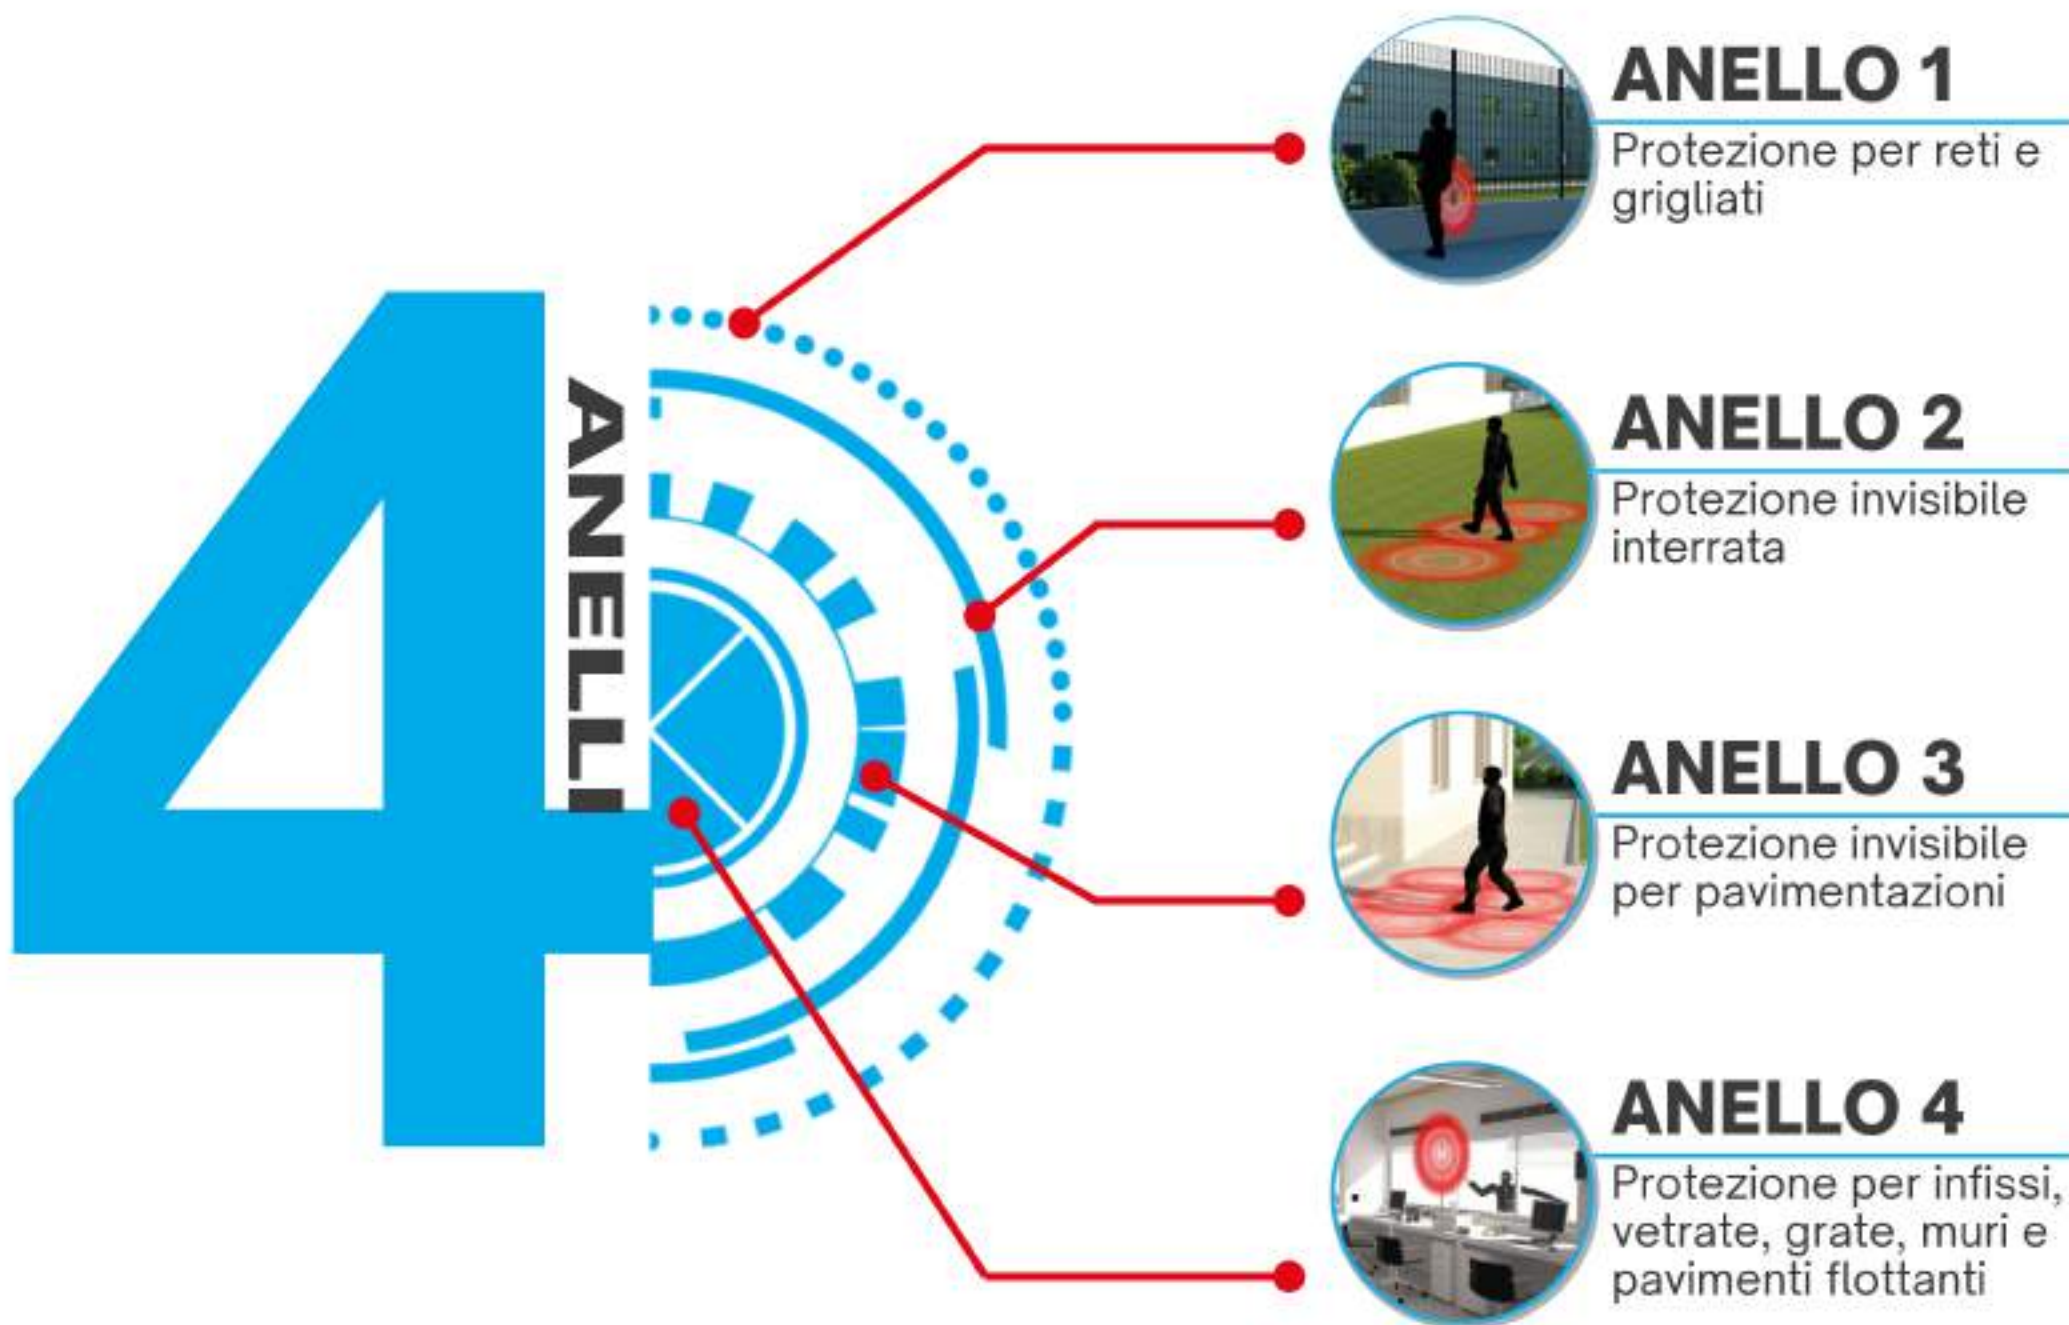 4
ANELLI
ANELLO 1
Protezione per reti e
grigliati
ANELLO 2
Protezione invisibile
interrata
ANELLO 3
Protezione invisibile
per pavimentazioni
ANELLO 4
Protezione per infissi,
vetrate, grate, muri e
pavimenti flottanti